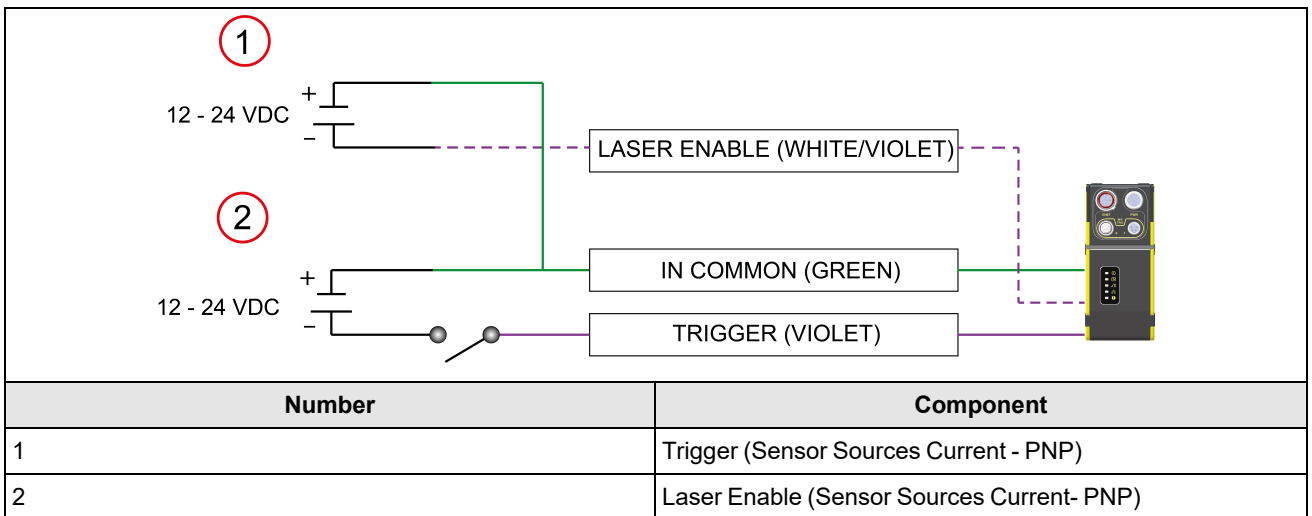 1
+
12 - 24 VDC
−
LASER ENABLE (WHITE/VIOLET)
2
+
12 - 24 VDC
−
IN COMMON (GREEN)
TRIGGER (VIOLET)
Number Component
1 Trigger (Sensor Sources Current - PNP)
2 Laser Enable (Sensor Sources Current- PNP)